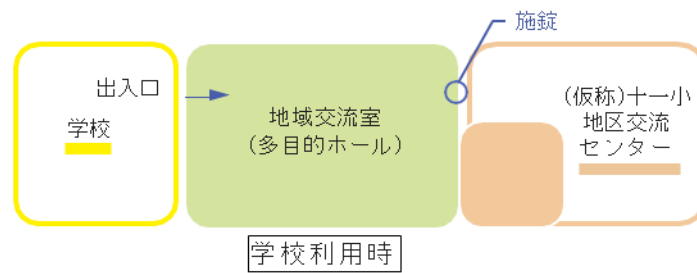 施錠
出入口
学校
地域交流室
(多目的ホール)
(仮称)十一小
地区交流
センター
学校利用時